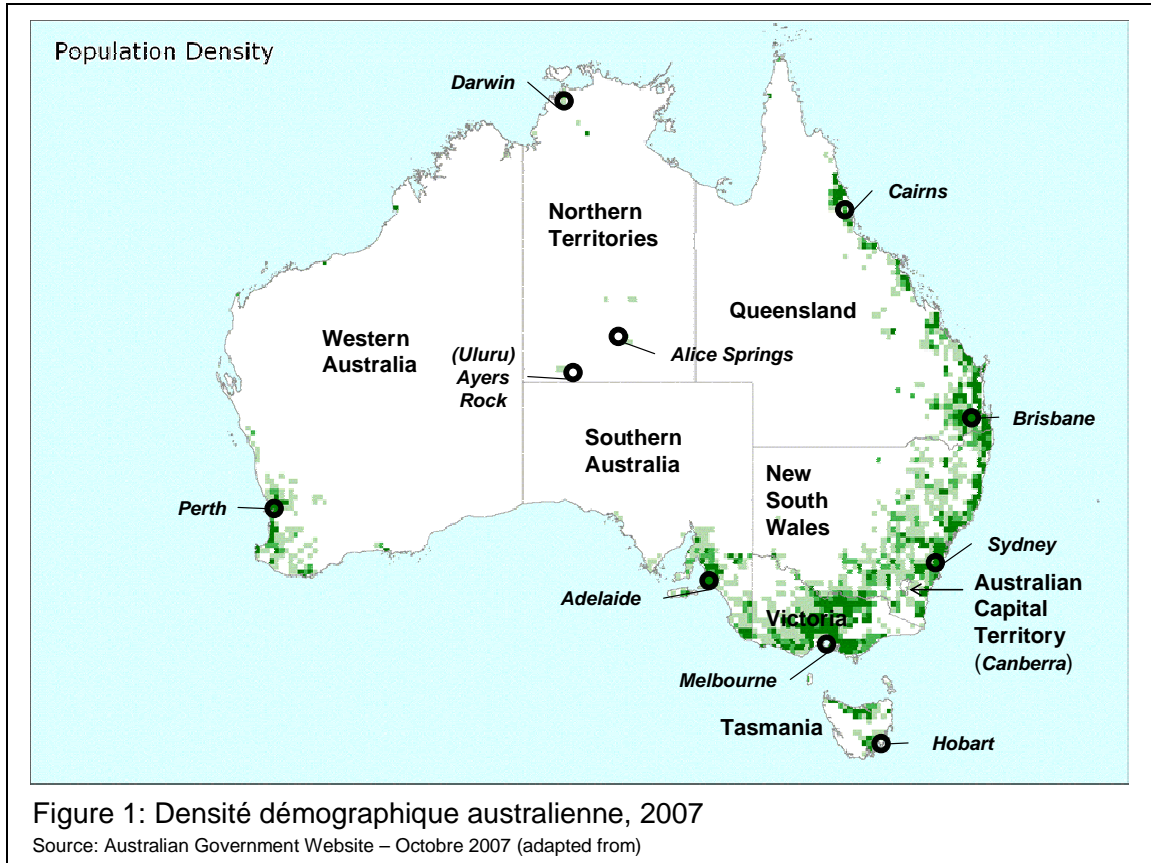 Population Density
Darwin
Cairns
Northern
Territories
Queensland
Western
Australia
(Uluru)
Ayers
Rock
Alice Springs
Brisbane
Southern
Australia
New
South
Wales
Perth
Sydney
Adelaide
Australian
Capital
Territory
(Canberra)
Victoria
Melbourne
Tasmania
Hobart
Figure 1: Densité démographique australienne, 2007
Source: Australian Government Website – Octobre 2007 (adapted from)